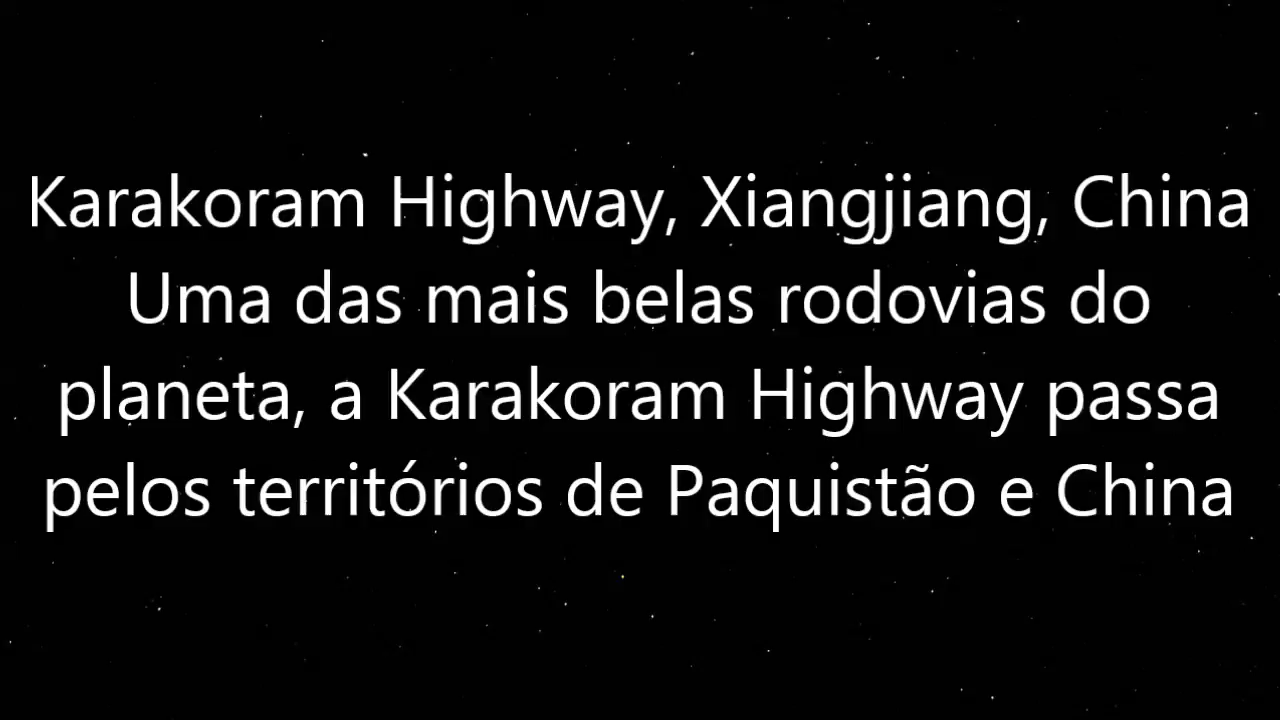 Karakoram Highway, Xiangjiang, China
Uma das mais belas rodovias do
planeta, a Karakoram Highway passa
pelos territórios de Paquistão e China